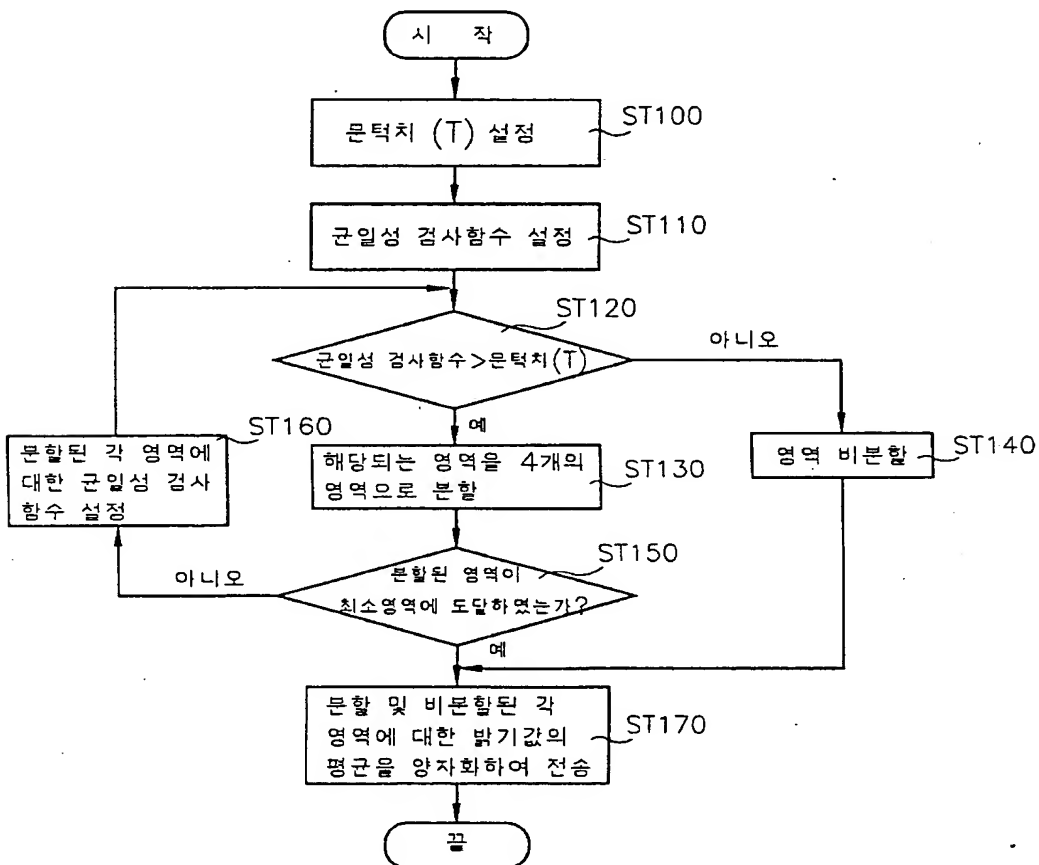 시 작
문턱치 (T) 설정
ST100
균일성 검사함수 설정
ST110
ST120
균일성 검사함수>문턱치(T)
아니오
예
ST160
분할된 각 영역에
대한 균일성 검사
함수 설정
해당되는 영역을 4개의
영역으로 분할
ST130
영역 비분할
ST140
ST150
분할된 영역이
최소영역에 도달하였는가?
아니오
예
분할 및 비분할된 각
영역에 대한 밝기값의
평균을 양자화하여 전송
ST170
끝